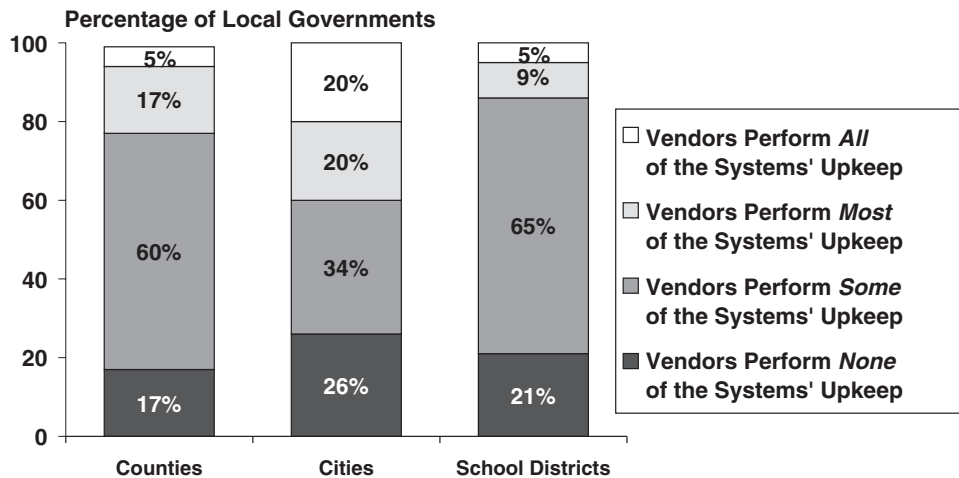 Percentage of Local Governments
100
80
60
40
20
0
5%
17%
60%
17%
20%
20%
34%
26%
5%
9%
65%
21%
Counties
Cities
School Districts
Vendors Perform All
of the Systems' Upkeep
Vendors Perform Most
of the Systems' Upkeep
Vendors Perform Some
of the Systems' Upkeep
Vendors Perform None
of the Systems' Upkeep